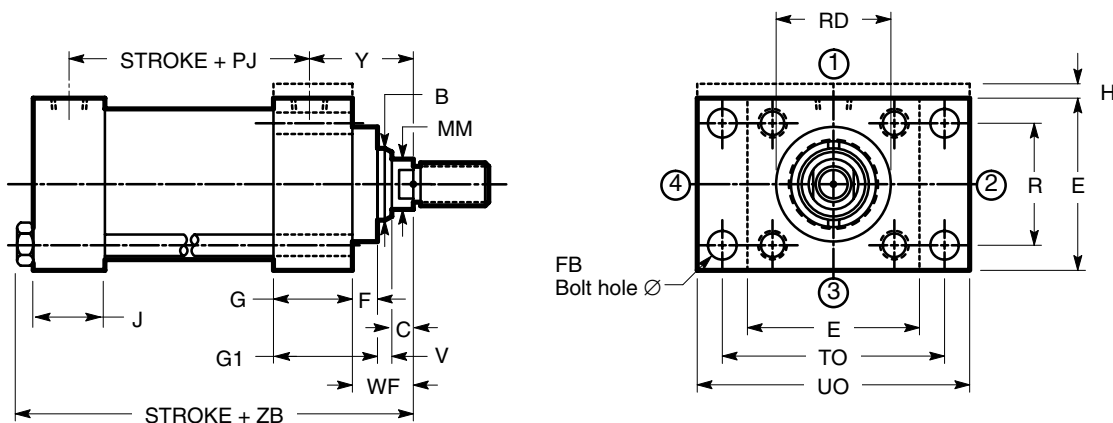 STROKE + PJ
Y
B
MM
G
F
J
C
G1
V
WF
STROKE + ZB
RD
1
H
4
2
R
E
FB
Bolt hole ∅
3
E
TO
UO